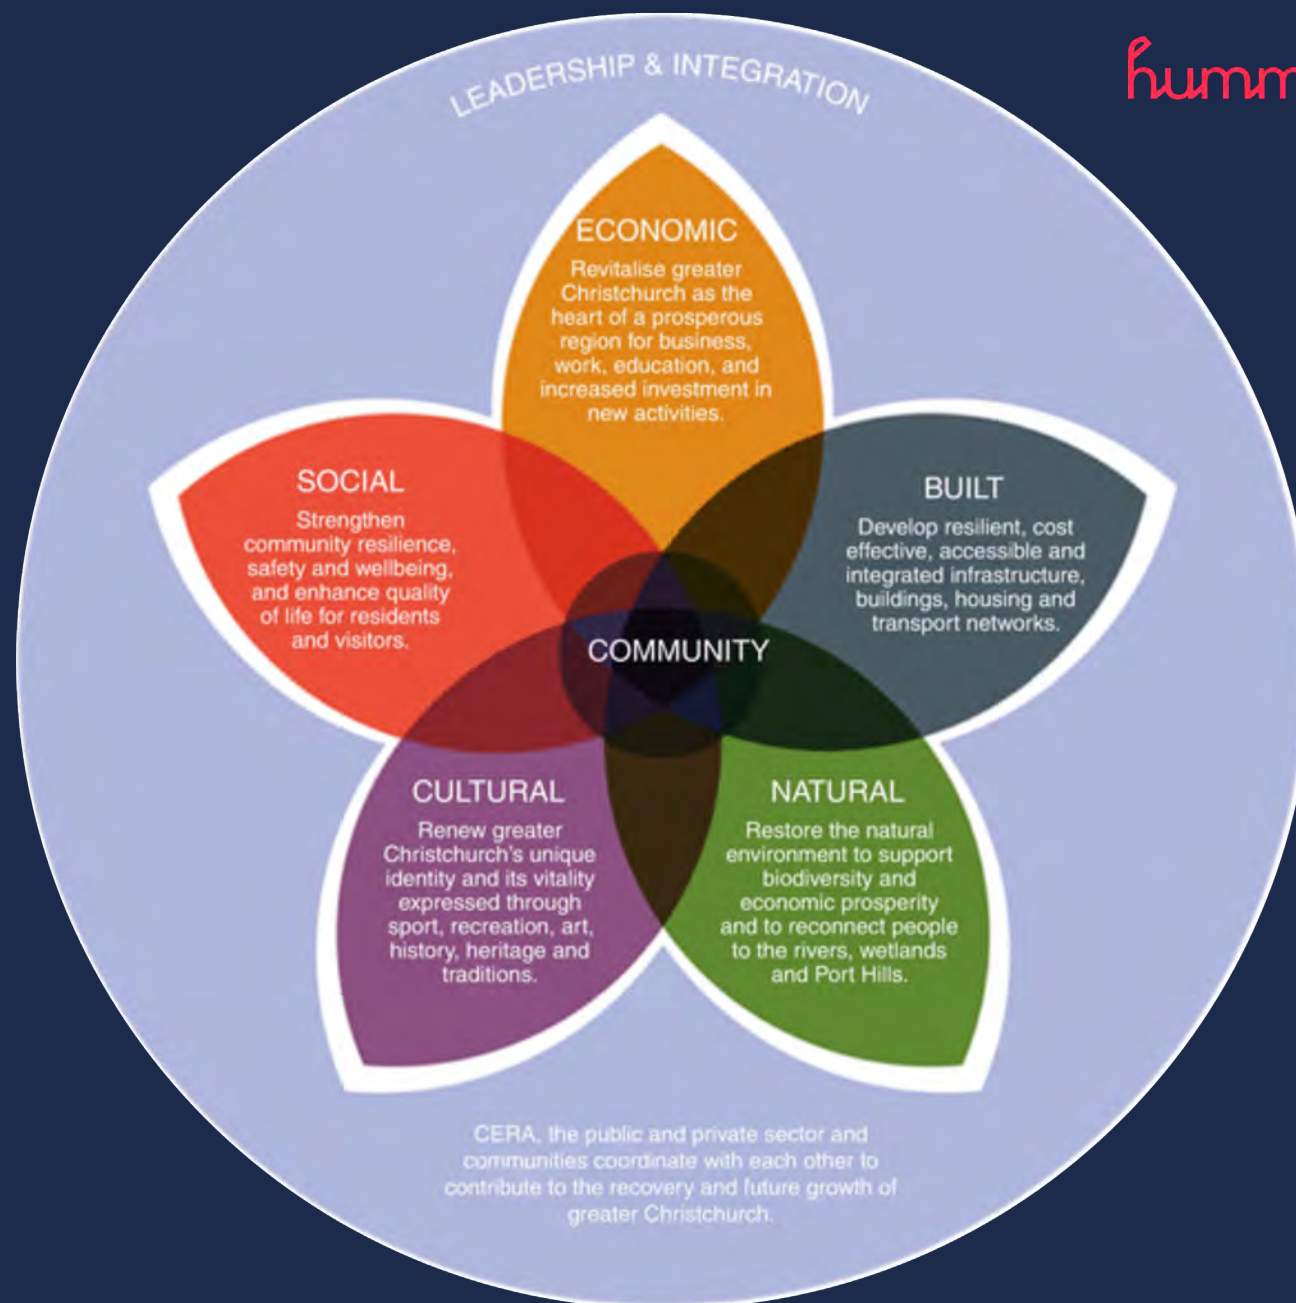 humm
LEADERSHIP & INTEGRATION
ECONOMIC
Revitalise greater
Christchurch as the
heart of a prosperous
region for business,
work, education, and
increased investment in
new activities.
SOCIAL
Strengthen
community resilience,
safety and wellbeing,
and enhance quality
of life for residents
and visitors.
BUILT
Develop resilient, cost
effective, accessible and
integrated infrastructure,
buildings, housing and
transport networks.
COMMUNITY
CULTURAL
Renew greater
Christchurch's unique
identity and its vitality
expressed through
sport, recreation, art,
history, heritage and
traditions.
NATURAL
Restore the natural
environment to support
biodiversity and
economic prosperity
and to reconnect people
to the rivers, wetlands
and Port Hills.
CERA, the public and private sector and
communities coordinate with each other to
contribute to the recovery and future growth of
greater Christchurch.